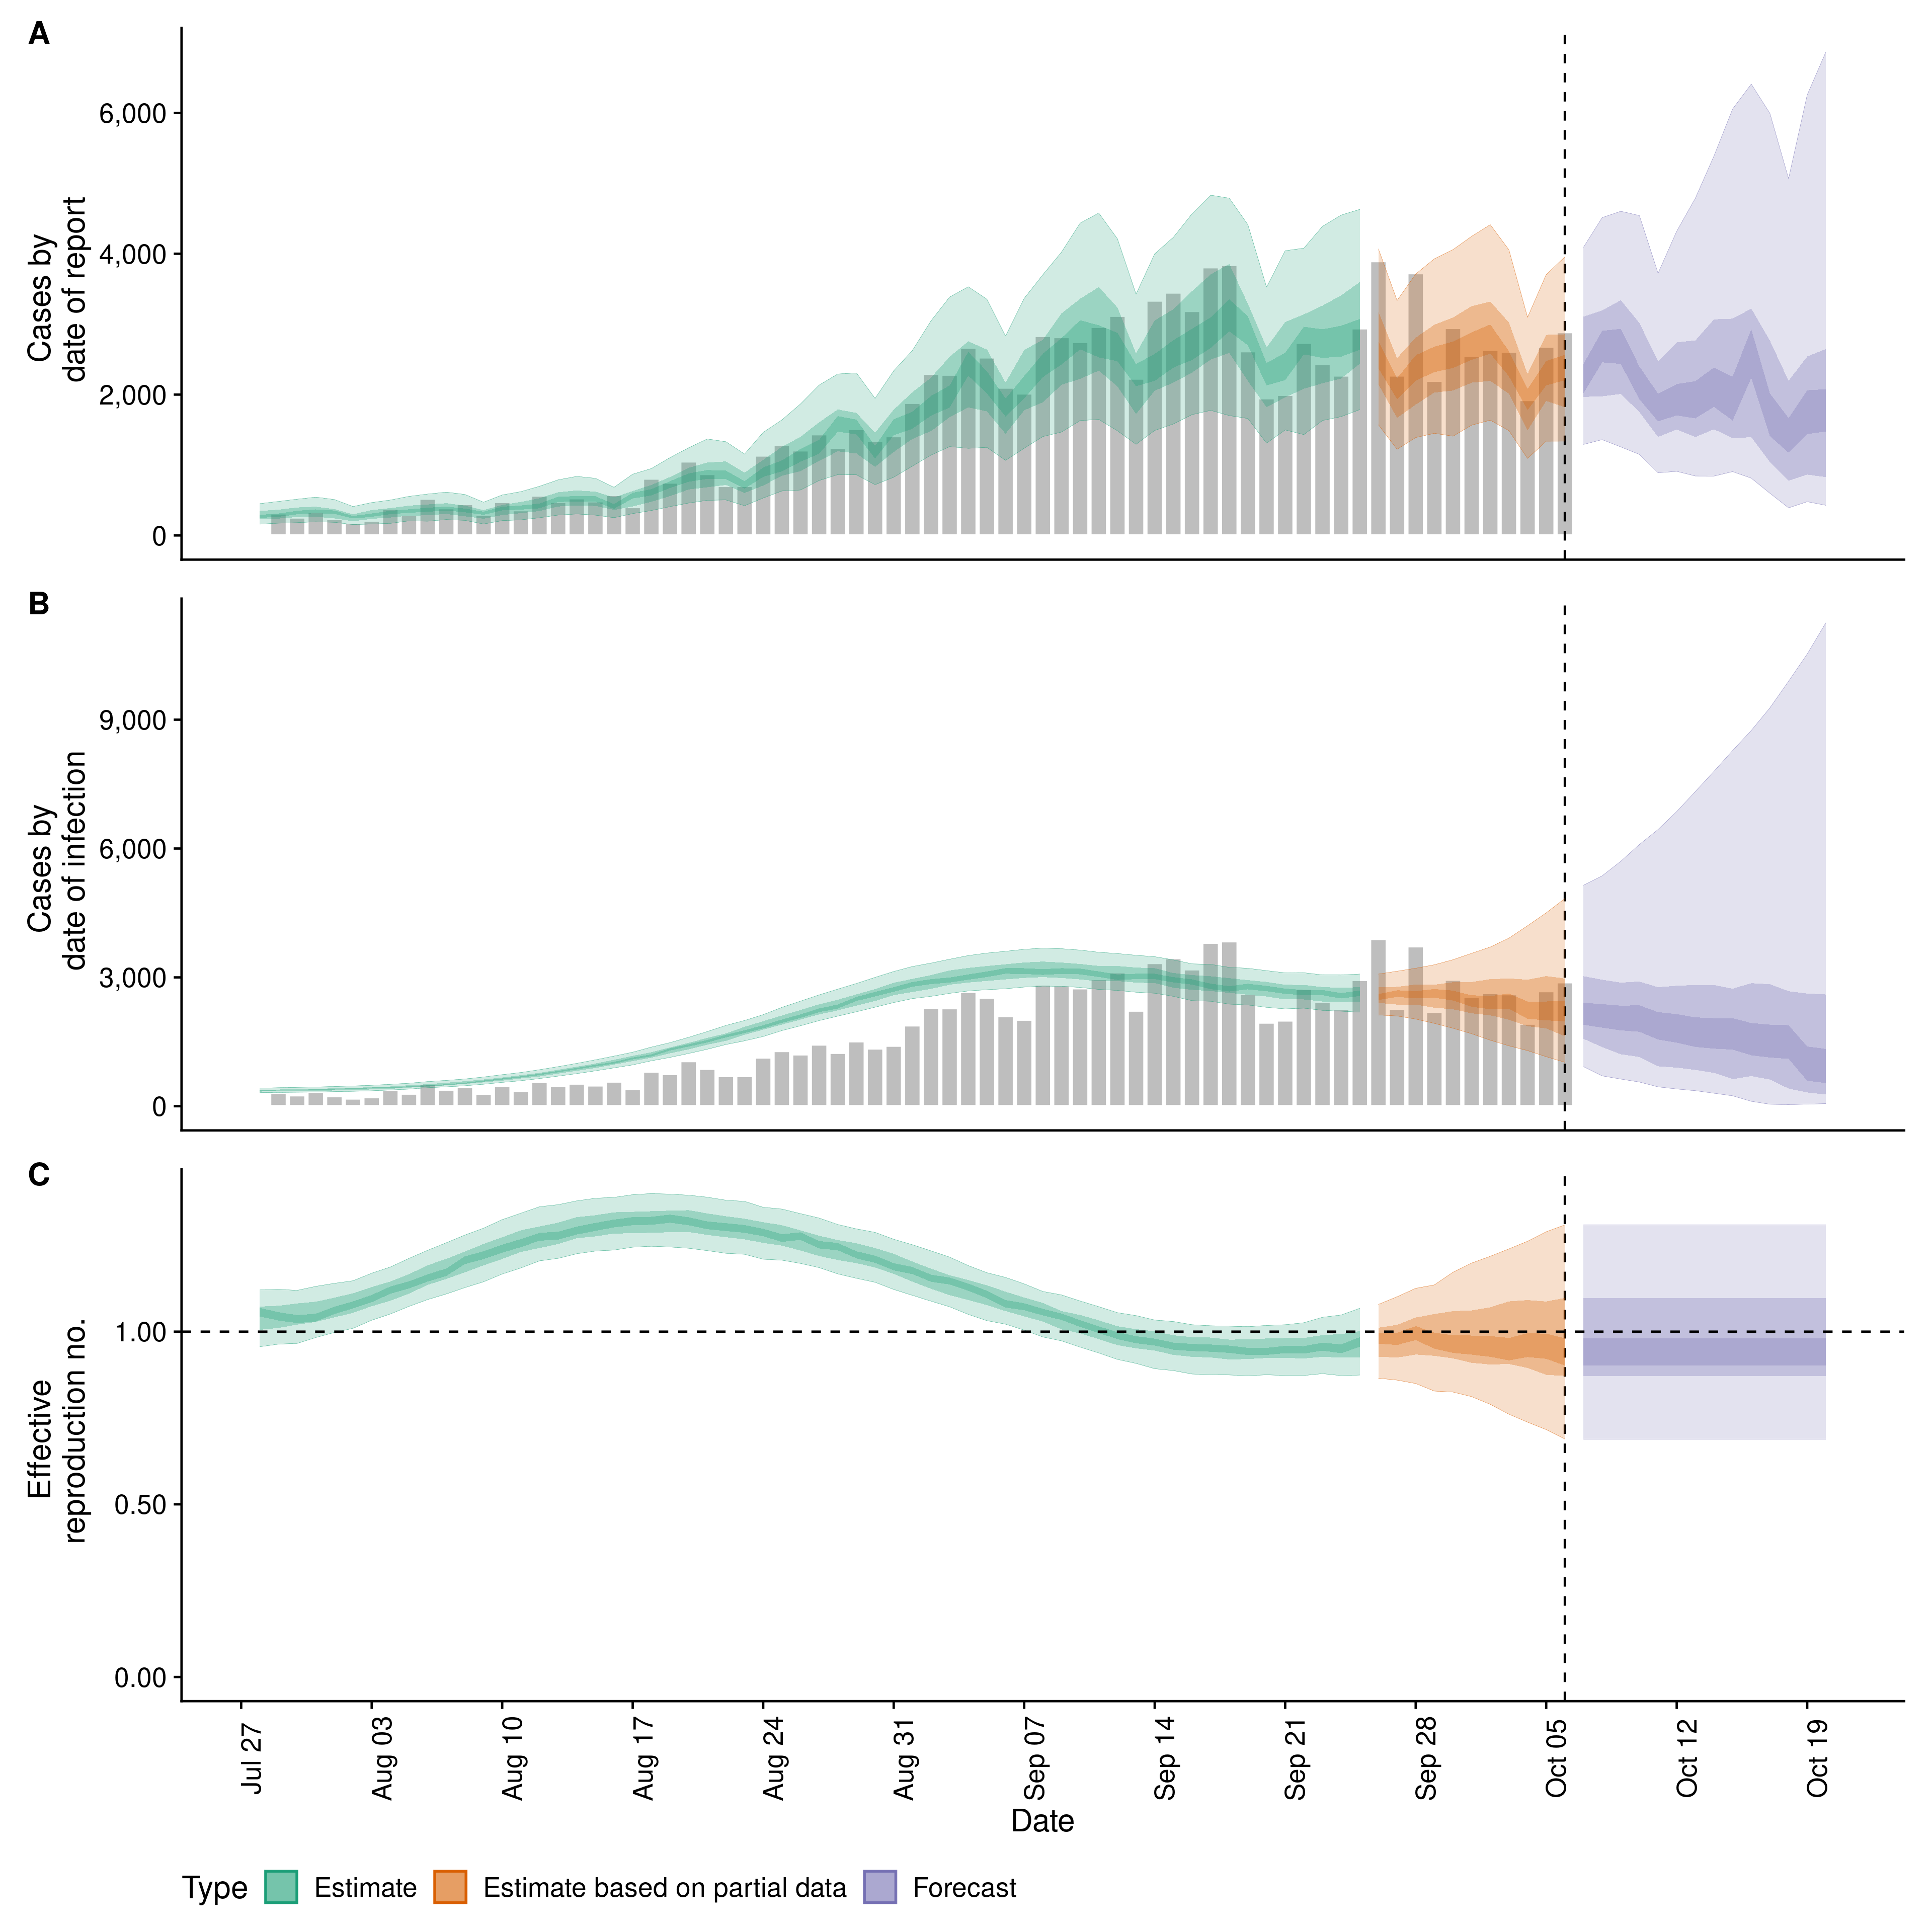 A
Cases by
date of report
6,000
4,000
2,000
0
B
Cases by
date of infection
9,000
6,000
3,000
0
C
Effective
reproduction no.
1.00
0.50
0.00
Jul 27
Aug 03
Aug 10
Aug 17
Aug 24
Aug 31
Sep 07
Sep 14
Sep 21
Sep 28
Oct 05
Oct 12
Oct 19
Date
Type Estimate Estimate based on partial data Forecast